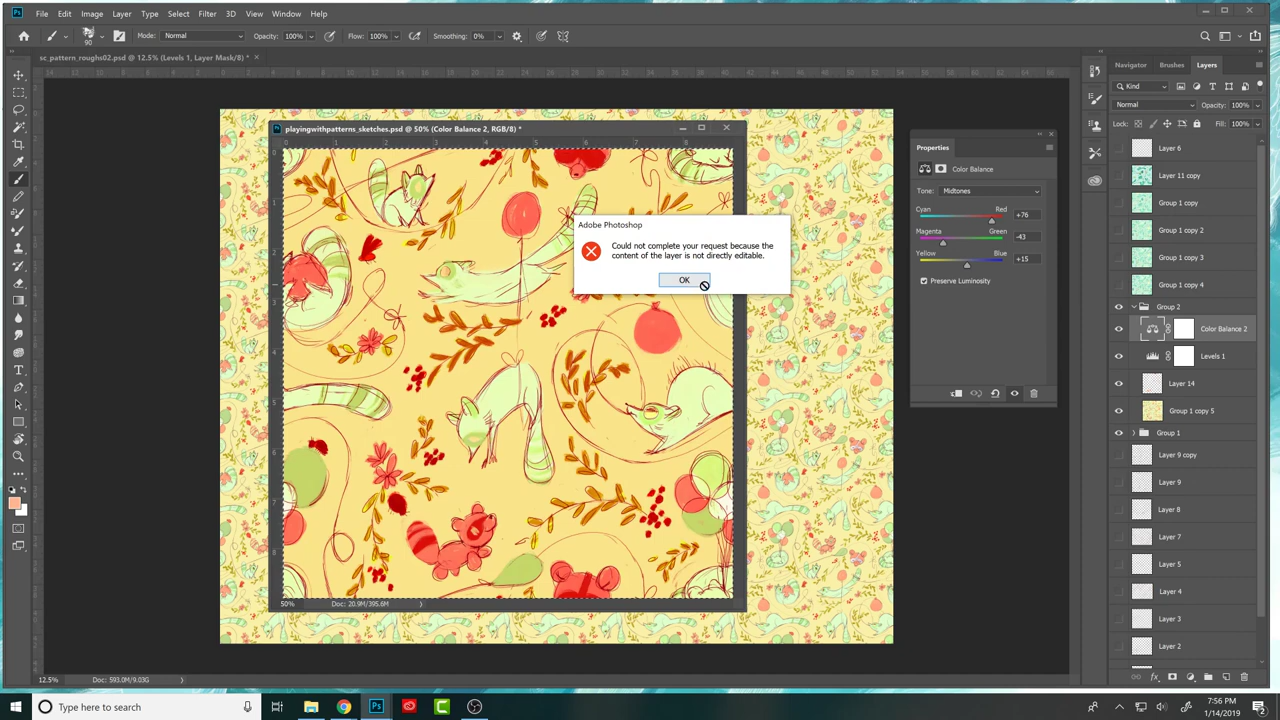 Ps File Edit Image Layer Type Select Filter 3D View Window Help
90 Mode: Normal Opacity: 100% Flow: 100% Smoothing: 0%
sc_pattern_roughs02.psd @ 12.5% (Levels 1, Layer Mask/8) *
playingwithpatterns_sketches.psd @ 50% (Color Balance 2, RGB/8) *
Adobe Photoshop
Could not complete your request because the
content of the layer is not directly editable.
OK
50% Doc: 20.9M/395.6M
12.5% Doc: 593.0M/9.03G
Properties
Color Balance
Tone: Midtones
Cyan Red +76
Magenta Green -43
Yellow Blue +15
Preserve Luminosity
Navigator Brushes Layers
Kind
Normal Opacity: 100%
Lock: Fill: 100%
Layer 6
Layer 11 copy
Group 1 copy
Group 1 copy 2
Group 1 copy 3
Group 1 copy 4
Group 2
Color Balance 2
Levels 1
Layer 14
Group 1 copy 5
Group 1
Layer 9 copy
Layer 9
Layer 8
Layer 7
Layer 5
Layer 4
Layer 3
Layer 2
Type here to search
Ps
7:56 PM
1/14/2019
2